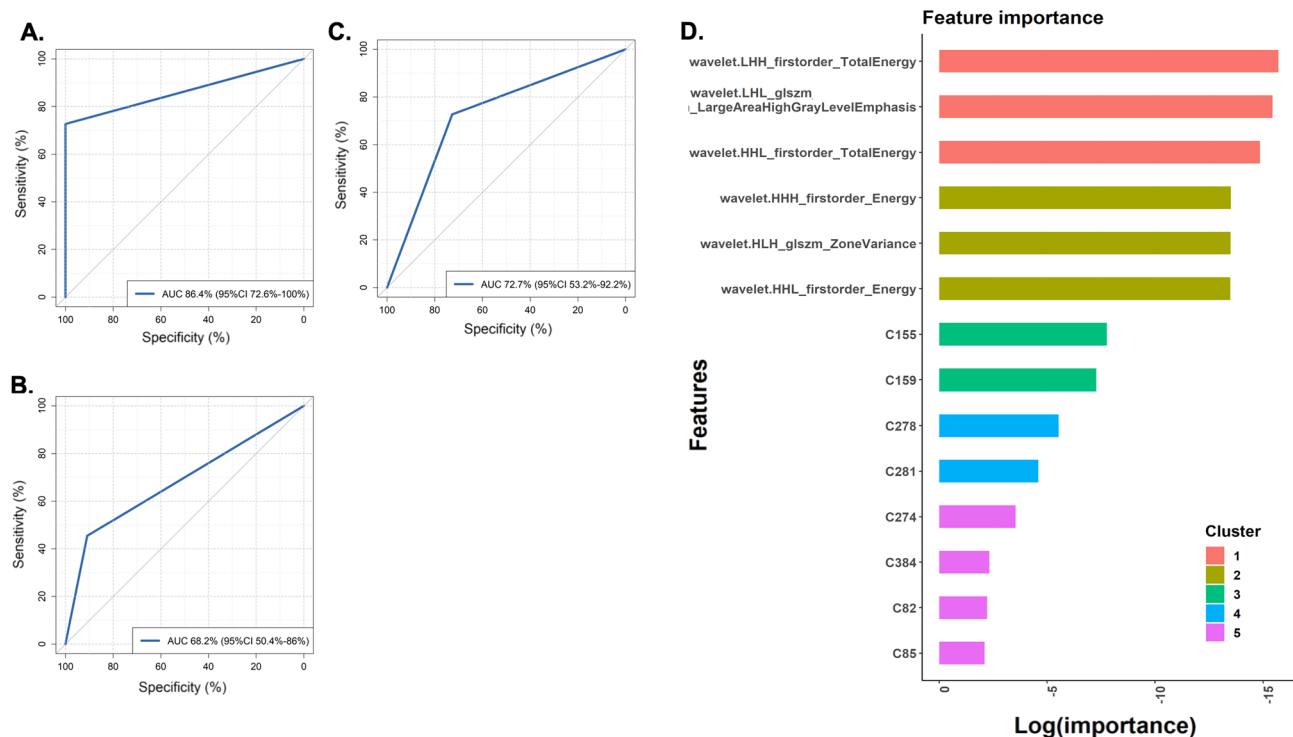 A.
100
80
60
40
20
0
Sensitivity (%)
AUC 86.4% (95%CI 72.6%-100%)
100 80 60 40 20 0
Specificity (%)
B.
100
80
60
40
20
0
Sensitivity (%)
AUC 68.2% (95%CI 50.4%-86%)
100 80 60 40 20 0
Specificity (%)
C.
100
80
60
40
20
0
Sensitivity (%)
AUC 72.7% (95%CI 53.2%-92.2%)
100 80 60 40 20 0
Specificity (%)
D.
Feature importance
wavelet.LHH_firstorder_TotalEnergy
wavelet.LHL_glszm
_LargeAreaHighGrayLevelEmphasis
wavelet.HHL_firstorder_TotalEnergy
wavelet.HHH_firstorder_Energy
wavelet.HLH_glszm_ZoneVariance
wavelet.HHL_firstorder_Energy
C155
C159
C278
C281
C274
C384
C82
C85
Features
Cluster
1
2
3
4
5
0 -5 -10 -15
Log(importance)